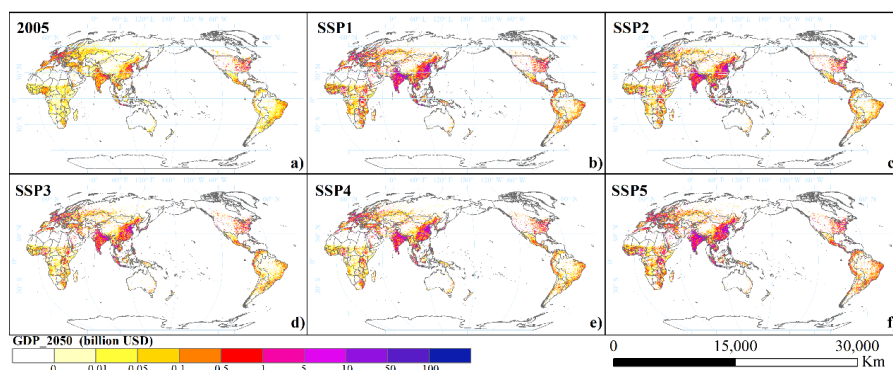 2005
a)
SSP1
b)
SSP2
c
SSP3
d)
SSP4
e)
SSP5
f
GDP_2050 (billion USD)
0 0.01 0.05 0.1 0.5 1 5 10 50 100
0 15,000 30,000
Km